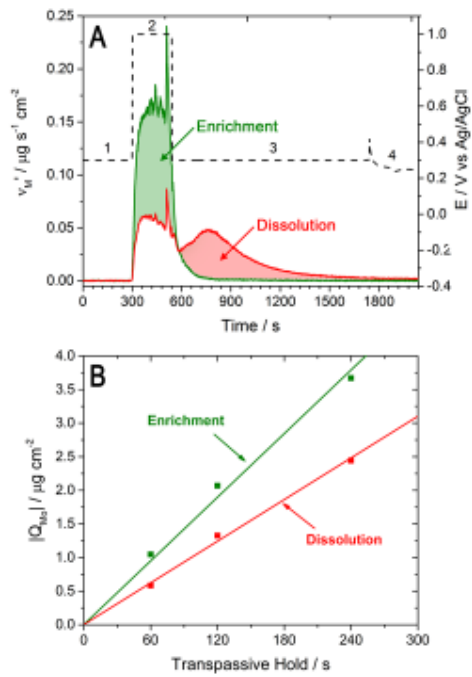 A
0.25
0.20
0.15
0.10
0.05
0.00
ν_M' / μg s⁻¹ cm⁻²
1
2
3
4
Enrichment
Dissolution
1.0
0.8
0.6
0.4
0.2
0.0
-0.2
-0.4
E / V vs Ag/AgCl
0 300 600 900 1200 1500 1800
Time / s
B
4.0
3.5
3.0
2.5
2.0
1.5
1.0
0.5
0.0
|Q_Mo| / μg cm⁻²
Enrichment
Dissolution
0 60 120 180 240 300
Transpassive Hold / s